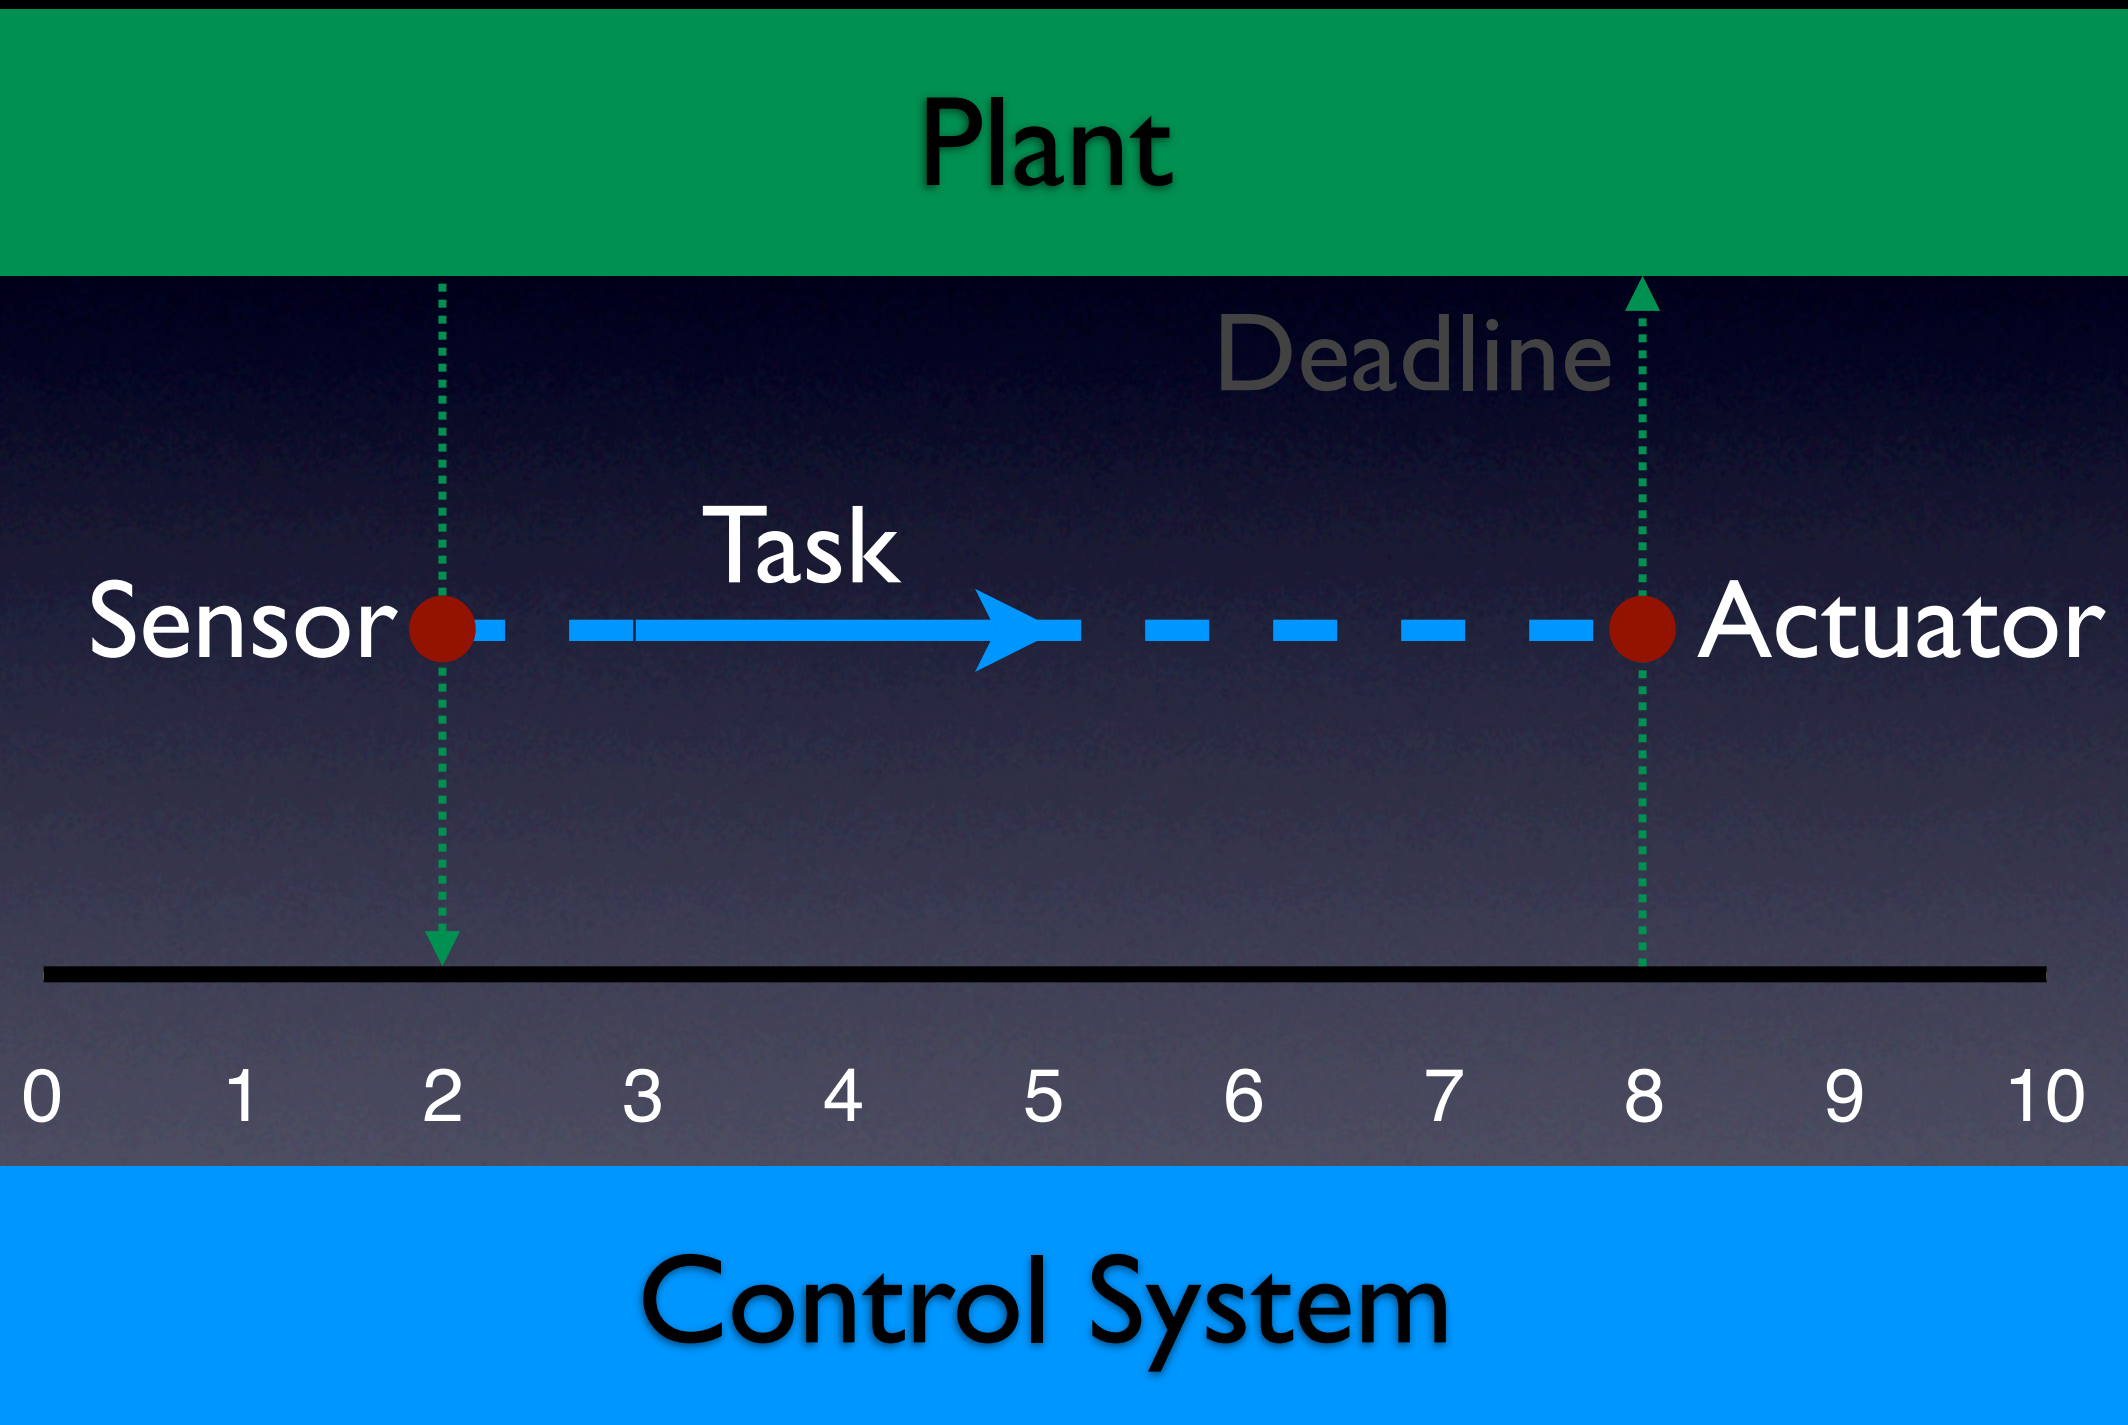 Plant
Deadline
Task
Sensor
Actuator
0 1 2 3 4 5 6 7 8 9 10
Control System